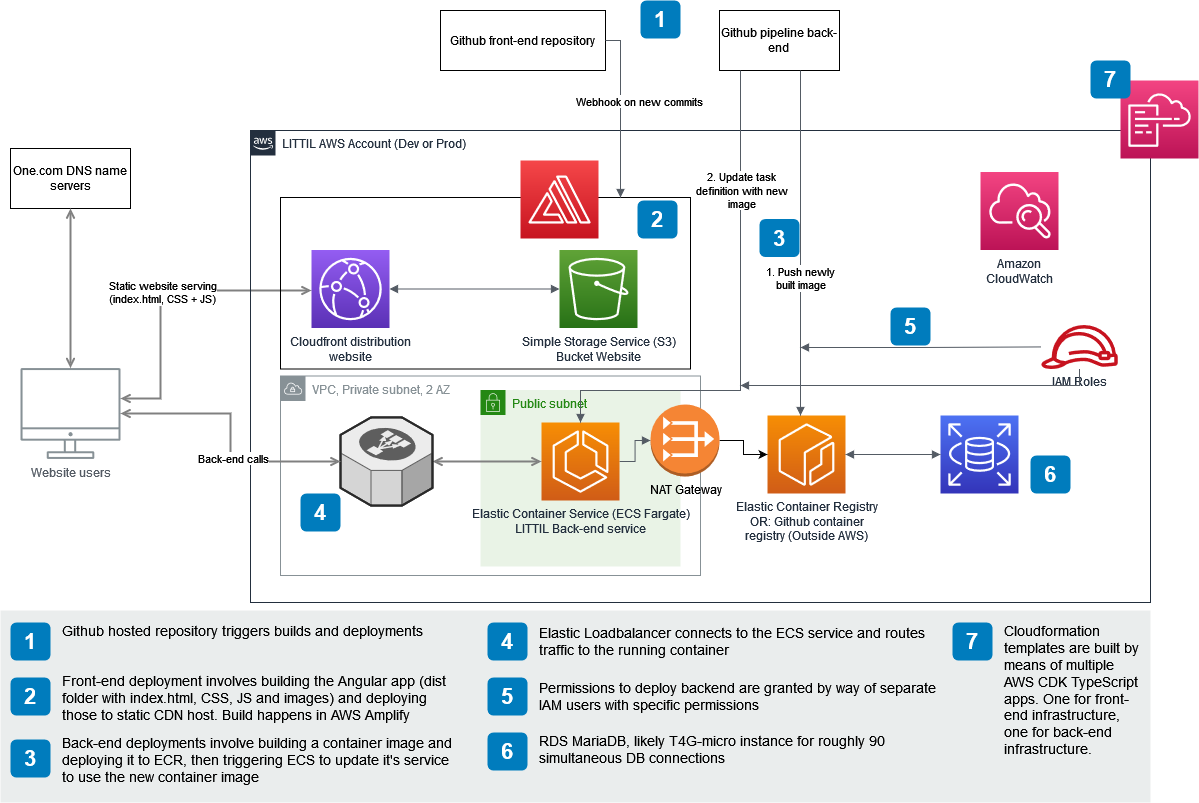 Github front-end repository
1
Github pipeline back-
end
7
Webhook on new commits
aws
LITTIL AWS Account (Dev or Prod)
One.com DNS name
servers
2. Update task
definition with new
image
2
3
Amazon
CloudWatch
1. Push newly
built image
Static website serving
(index.html, CSS + JS)
5
Cloudfront distribution
website
Simple Storage Service (S3)
Bucket Website
IAM Roles
VPC, Private subnet, 2 AZ
Public subnet
Back-end calls
Website users
6
NAT Gateway
4
Elastic Container Service (ECS Fargate)
LITTIL Back-end service
Elastic Container Registry
OR: Github container
registry (Outside AWS)
1
Github hosted repository triggers builds and deployments
2
Front-end deployment involves building the Angular app (dist
folder with index.html, CSS, JS and images) and deploying
those to static CDN host. Build happens in AWS Amplify
3
Back-end deployments involve building a container image and
deploying it to ECR, then triggering ECS to update it's service
to use the new container image
4
Elastic Loadbalancer connects to the ECS service and routes
traffic to the running container
5
Permissions to deploy backend are granted by way of separate
IAM users with specific permissions
6
RDS MariaDB, likely T4G-micro instance for roughly 90
simultaneous DB connections
7
Cloudformation
templates are built by
means of multiple
AWS CDK TypeScript
apps. One for front-
end infrastructure,
one for back-end
infrastructure.